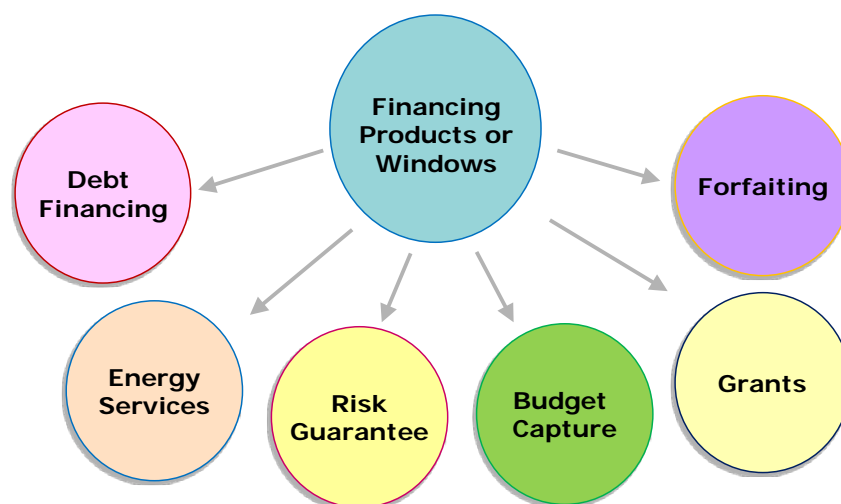 Financing
Products or
Windows
Debt
Financing
Forfaiting
Energy
Services
Risk
Guarantee
Budget
Capture
Grants